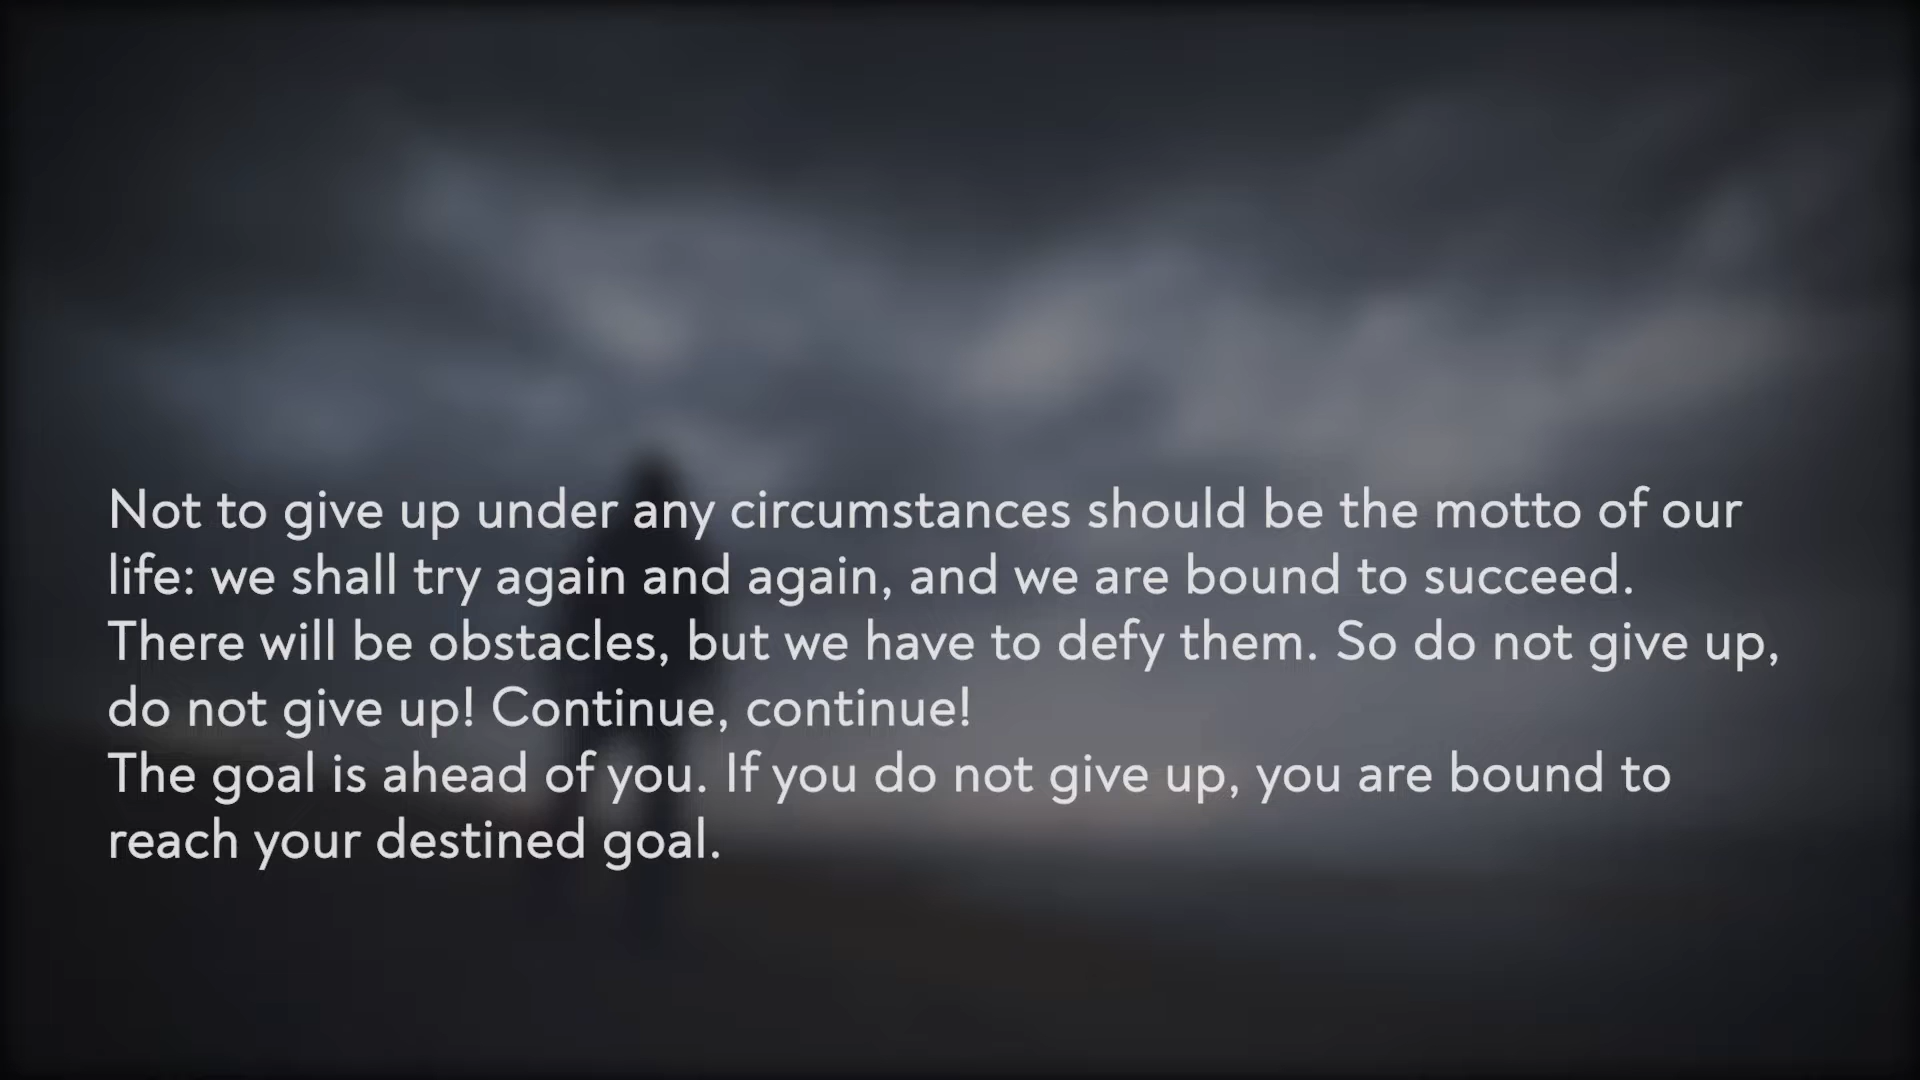 Not to give up under any circumstances should be the motto of our
life: we shall try again and again, and we are bound to succeed.
There will be obstacles, but we have to defy them. So do not give up,
do not give up! Continue, continue!
The goal is ahead of you. If you do not give up, you are bound to
reach your destined goal.